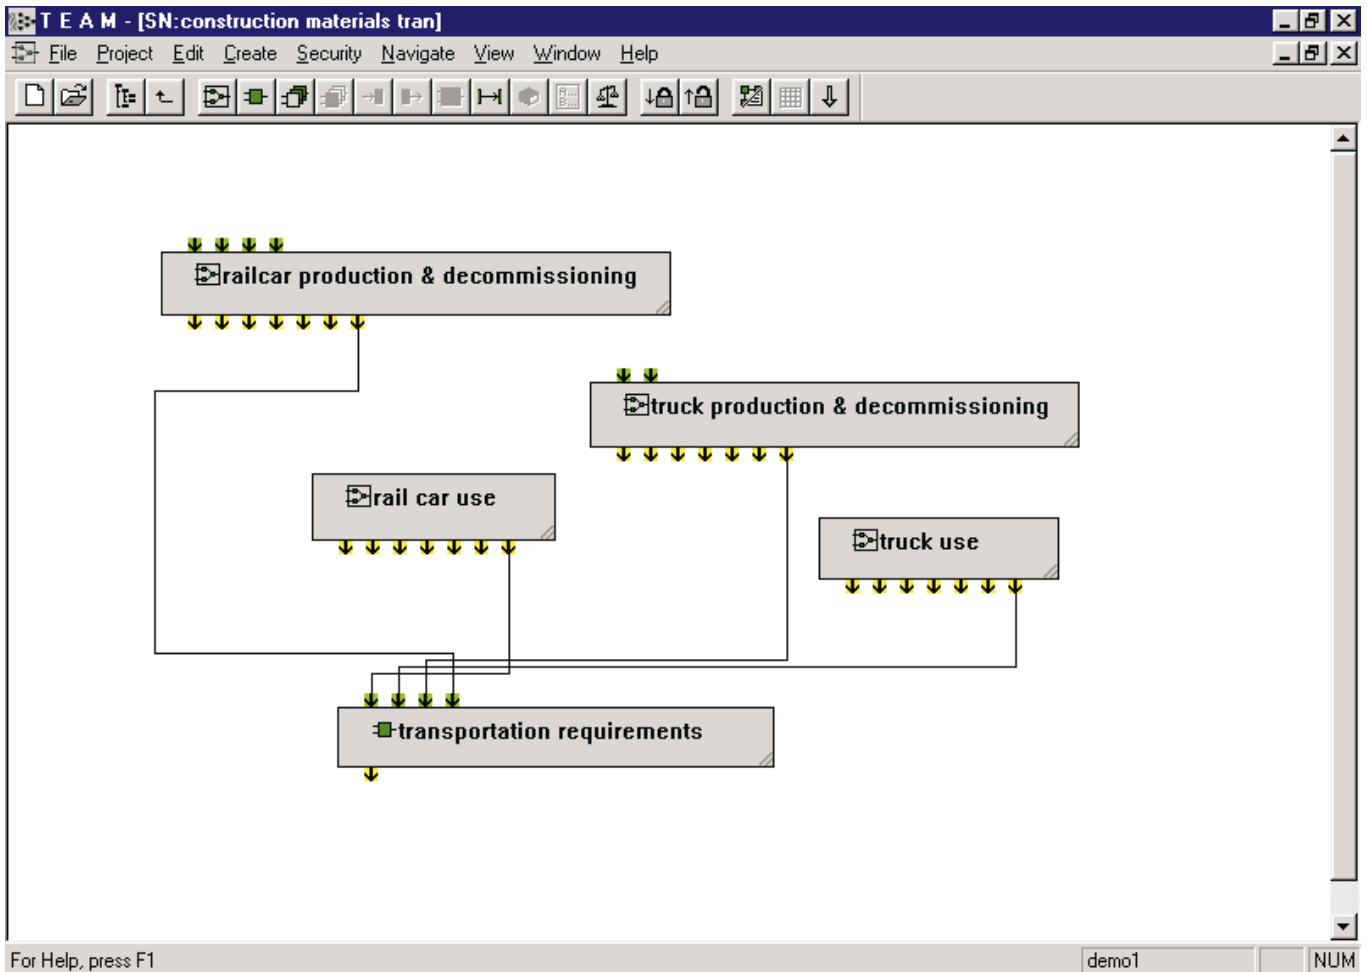 T E A M - [SN:construction materials tran]
File Project Edit Create Security Navigate View Window Help
railcar production & decommissioning
truck production & decommissioning
rail car use
truck use
transportation requirements
For Help, press F1 demo1 NUM